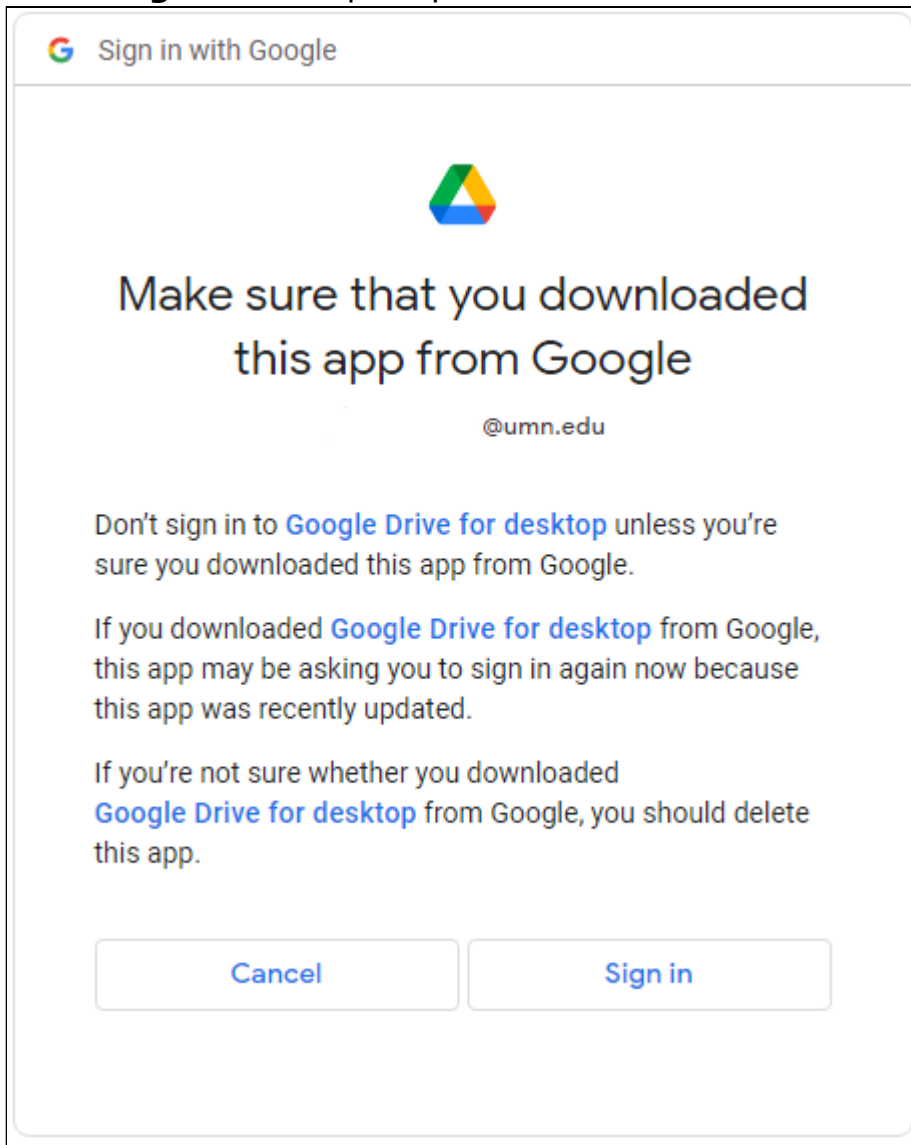 Sign in with Google
Make sure that you downloaded
this app from Google
@umn.edu
Don’t sign in to Google Drive for desktop unless you’re
sure you downloaded this app from Google.
If you downloaded Google Drive for desktop from Google,
this app may be asking you to sign in again now because
this app was recently updated.
If you’re not sure whether you downloaded
Google Drive for desktop from Google, you should delete
this app.
Cancel
Sign in